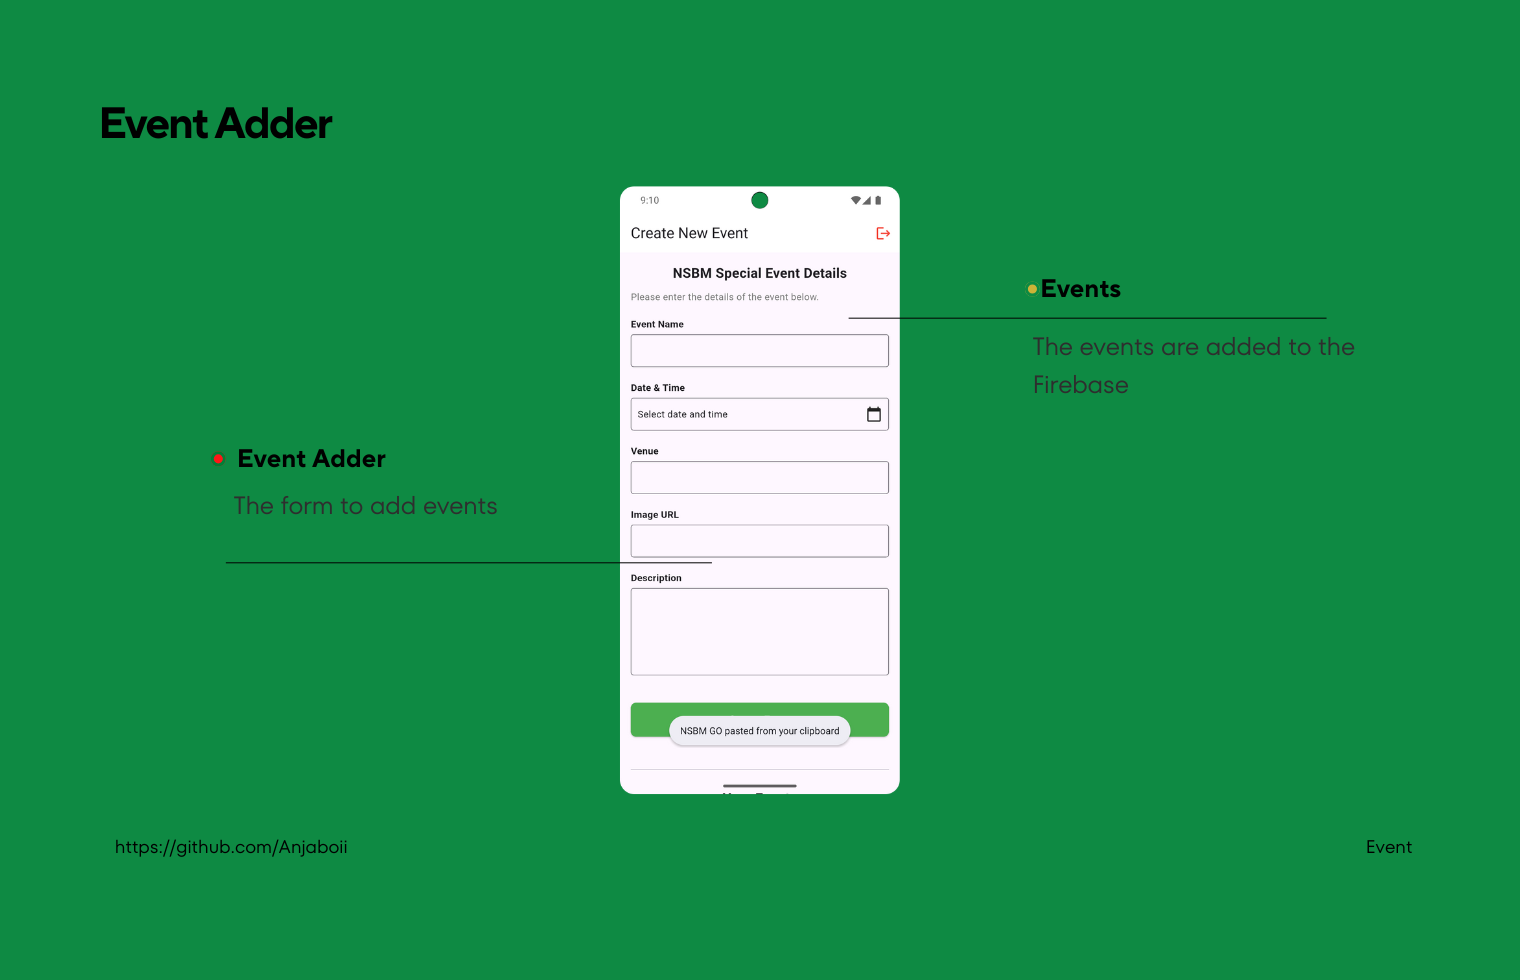 Event Adder
9:10
Create New Event
NSBM Special Event Details
Please enter the details of the event below.
Event Name
Date & Time
Select date and time
Venue
Image URL
Description
NSBM GO pasted from your clipboard
Events
The events are added to the
Firebase
Event Adder
The form to add events
https://github.com/Anjaboii
Event